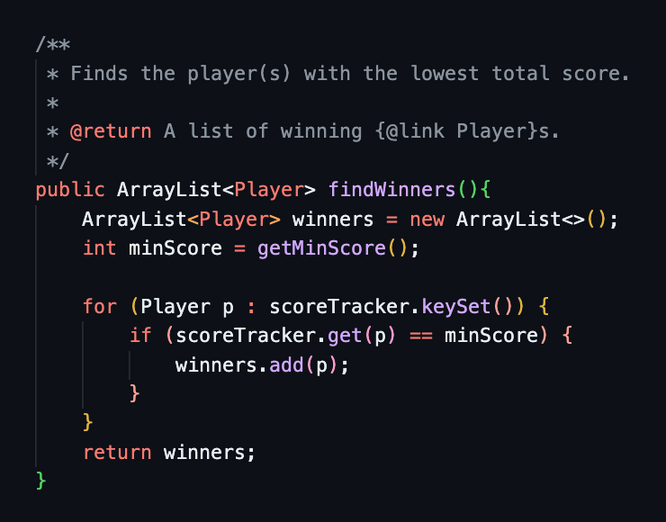 /**
 * Finds the player(s) with the lowest total score.
 *
 * @return A list of winning {@link Player}s.
 */
public ArrayList<Player> findWinners(){
    ArrayList<Player> winners = new ArrayList<>();
    int minScore = getMinScore();

    for (Player p : scoreTracker.keySet()) {
        if (scoreTracker.get(p) == minScore) {
            winners.add(p);
        }
    }
    return winners;
}